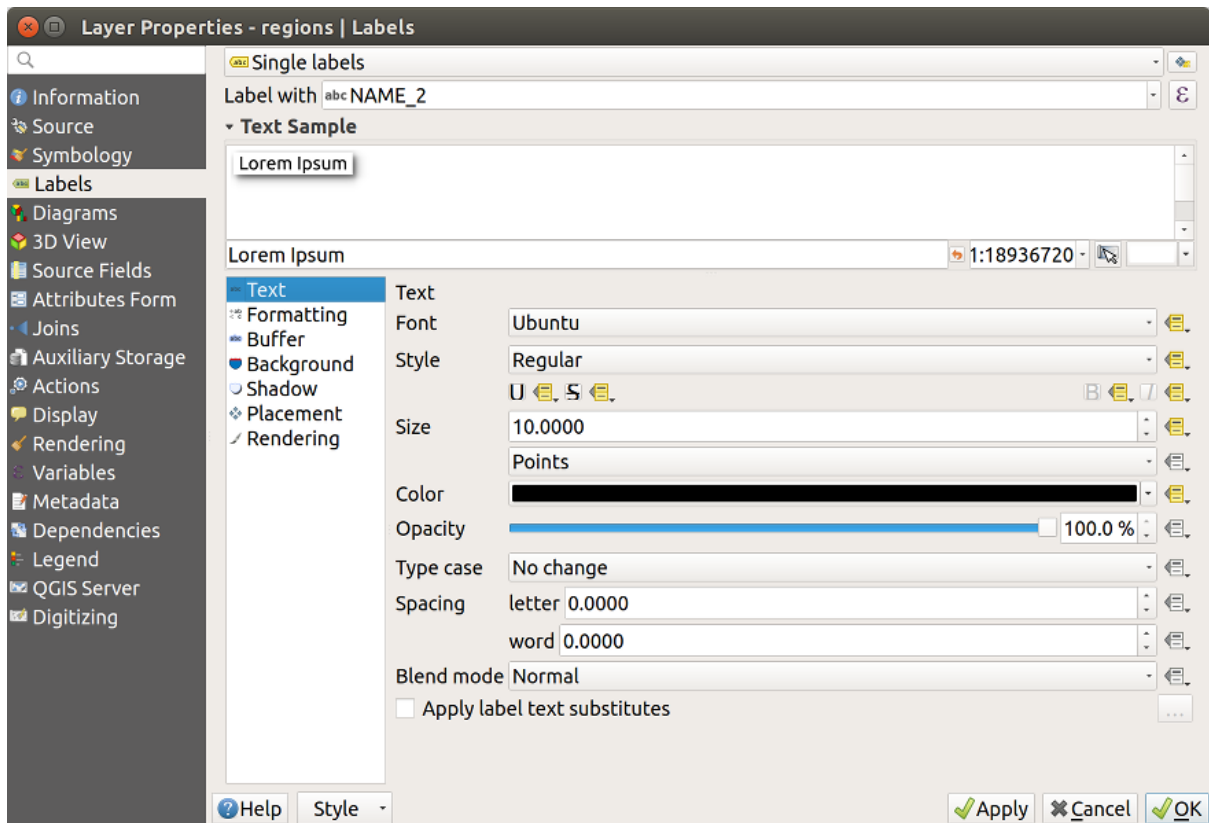 Layer Properties - regions | Labels
Information
Source
Symbology
Labels
Diagrams
3D View
Source Fields
Attributes Form
Joins
Auxiliary Storage
Actions
Display
Rendering
Variables
Metadata
Dependencies
Legend
QGIS Server
Digitizing
Single labels
Label with abc NAME_2
ε
Text Sample
Lorem Ipsum
Lorem Ipsum 1:18936720
Text
Formatting
Buffer
Background
Shadow
Placement
Rendering
Text
Font Ubuntu
Style Regular
U S B I
Size 10.0000
Points
Color
Opacity 100.0 %
Type case No change
Spacing letter 0.0000
word 0.0000
Blend mode Normal
Apply label text substitutes ...
Help Style Apply Cancel OK